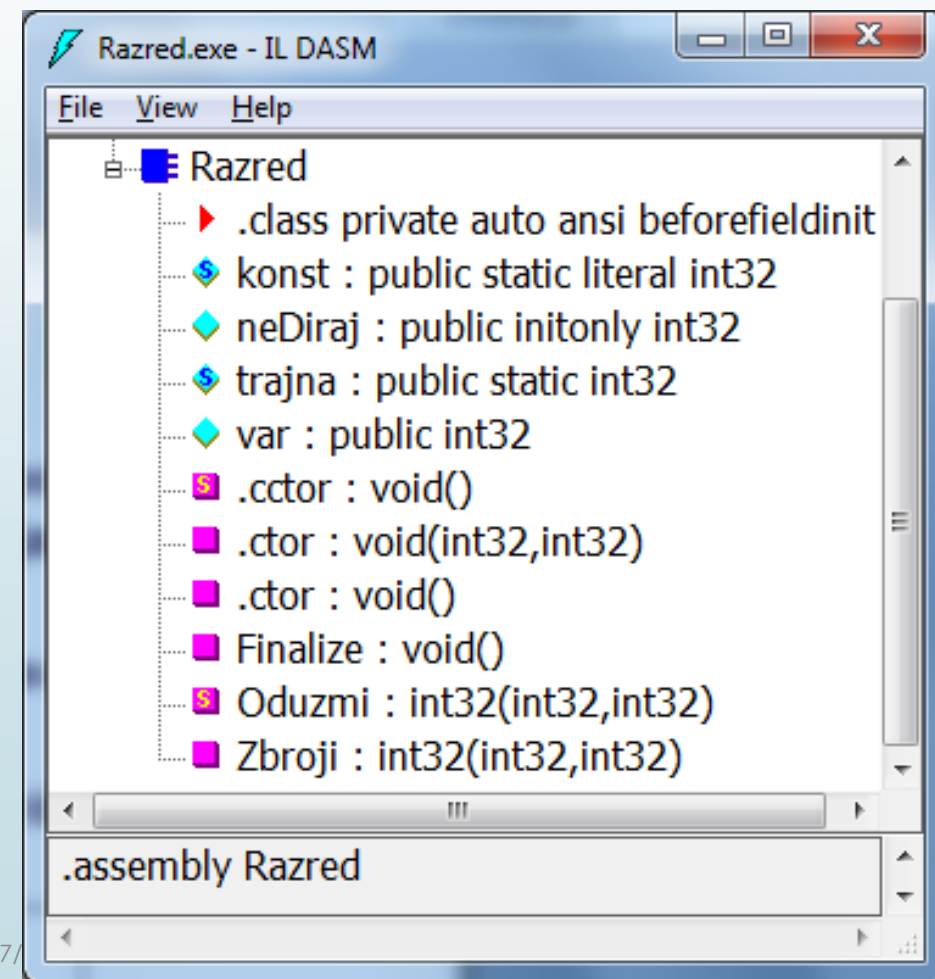 Razred.exe - IL DASM
File View Help
Razred
.class private auto ansi beforefieldinit
konst : public static literal int32
neDiraj : public initonly int32
S trajna : public static int32
var : public int32
S .cctor : void()
.ctor : void(int32,int32)
.ctor : void()
Finalize : void()
S Oduzmi : int32(int32,int32)
Zbroji : int32(int32,int32)
.assembly Razred
7/